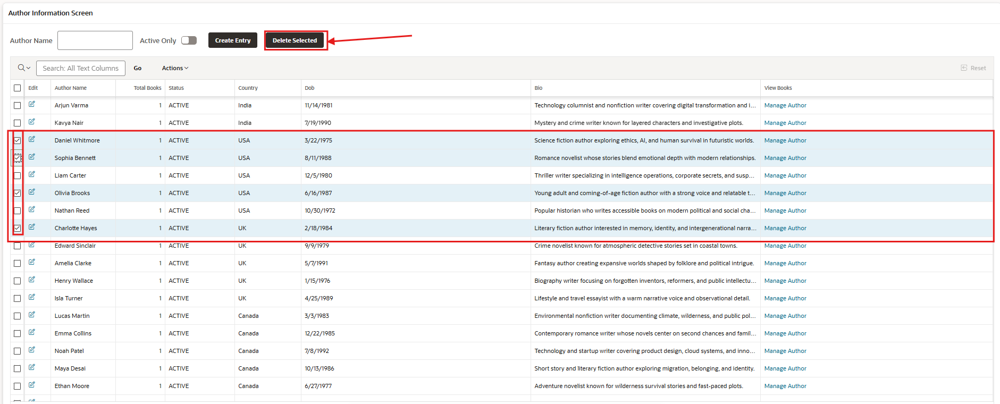 Author Information Screen
Author Name Active Only Create Entry Delete Selected
Search: All Text Columns Go Actions Reset
Edit Author Name Total Books Status Country Dob Bio View Books
Arjun Varma 1 ACTIVE India 11/14/1981 Technology columnist and nonfiction writer covering digital transformation and i... Manage Author
Kavya Nair 1 ACTIVE India 7/19/1990 Mystery and crime writer known for layered characters and investigative plots. Manage Author
Daniel Whitmore 1 ACTIVE USA 3/22/1975 Science fiction author exploring ethics, AI, and human survival in futuristic worlds. Manage Author
Sophia Bennett 1 ACTIVE USA 8/11/1988 Romance novelist whose stories blend emotional depth with modern relationships. Manage Author
Liam Carter 1 ACTIVE USA 12/5/1980 Thriller writer specializing in intelligence operations, corporate secrets, and susp... Manage Author
Olivia Brooks 1 ACTIVE USA 6/16/1987 Young adult and coming-of-age fiction author with a strong voice and relatable t... Manage Author
Nathan Reed 1 ACTIVE USA 10/30/1972 Popular historian who writes accessible books on modern political and social cha... Manage Author
Charlotte Hayes 1 ACTIVE UK 2/18/1984 Literary fiction author interested in memory, identity, and intergenerational narra... Manage Author
Edward Sinclair 1 ACTIVE UK 9/9/1979 Crime novelist known for atmospheric detective stories set in coastal towns. Manage Author
Amelia Clarke 1 ACTIVE UK 5/7/1991 Fantasy author creating expansive worlds shaped by folklore and political intrigue. Manage Author
Henry Wallace 1 ACTIVE UK 1/15/1976 Biography writer focusing on forgotten inventors, reformers, and public intellectu... Manage Author
Isla Turner 1 ACTIVE UK 4/25/1989 Lifestyle and travel essayist with a warm narrative voice and observational detail. Manage Author
Lucas Martin 1 ACTIVE Canada 3/3/1983 Environmental nonfiction writer documenting climate, wilderness, and public pol... Manage Author
Emma Collins 1 ACTIVE Canada 12/22/1985 Contemporary romance writer whose novels center on second chances and famil... Manage Author
Noah Patel 1 ACTIVE Canada 7/8/1992 Technology and startup writer covering product design, cloud systems, and inno... Manage Author
Maya Desai 1 ACTIVE Canada 10/13/1986 Short story and literary fiction author exploring migration, belonging, and identity. Manage Author
Ethan Moore 1 ACTIVE Canada 6/27/1977 Adventure novelist known for wilderness survival stories and fast-paced plots. Manage Author